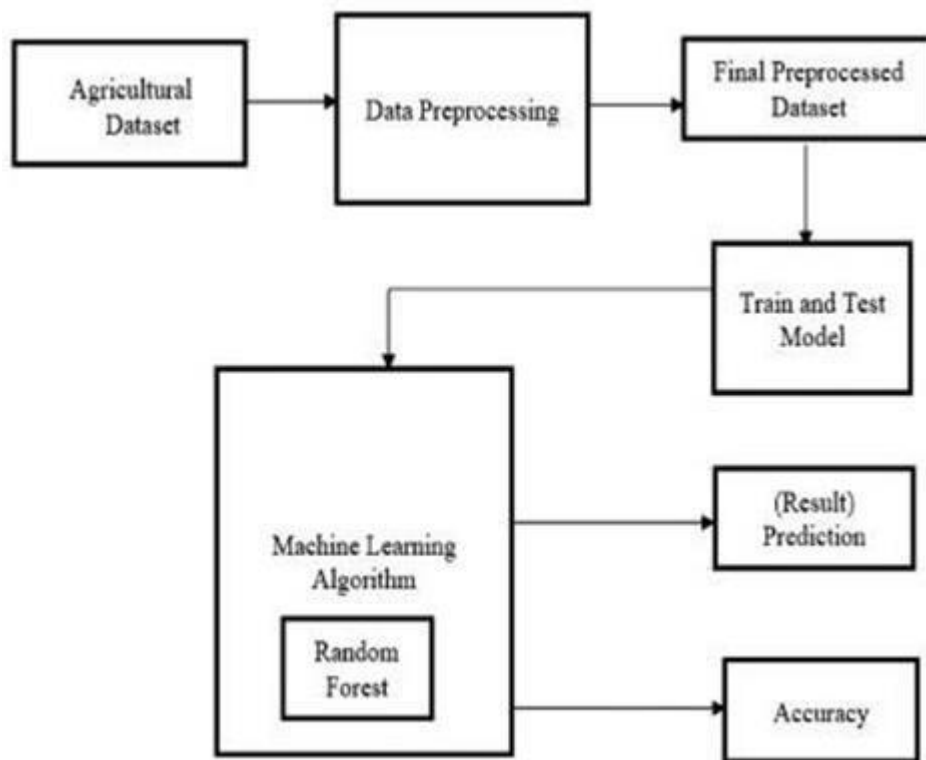 Agricultural
Dataset
Data Preprocessing
Final Preprocessed
Dataset
Train and Test
Model
Machine Learning
Algorithm
Random
Forest
(Result)
Prediction
Accuracy